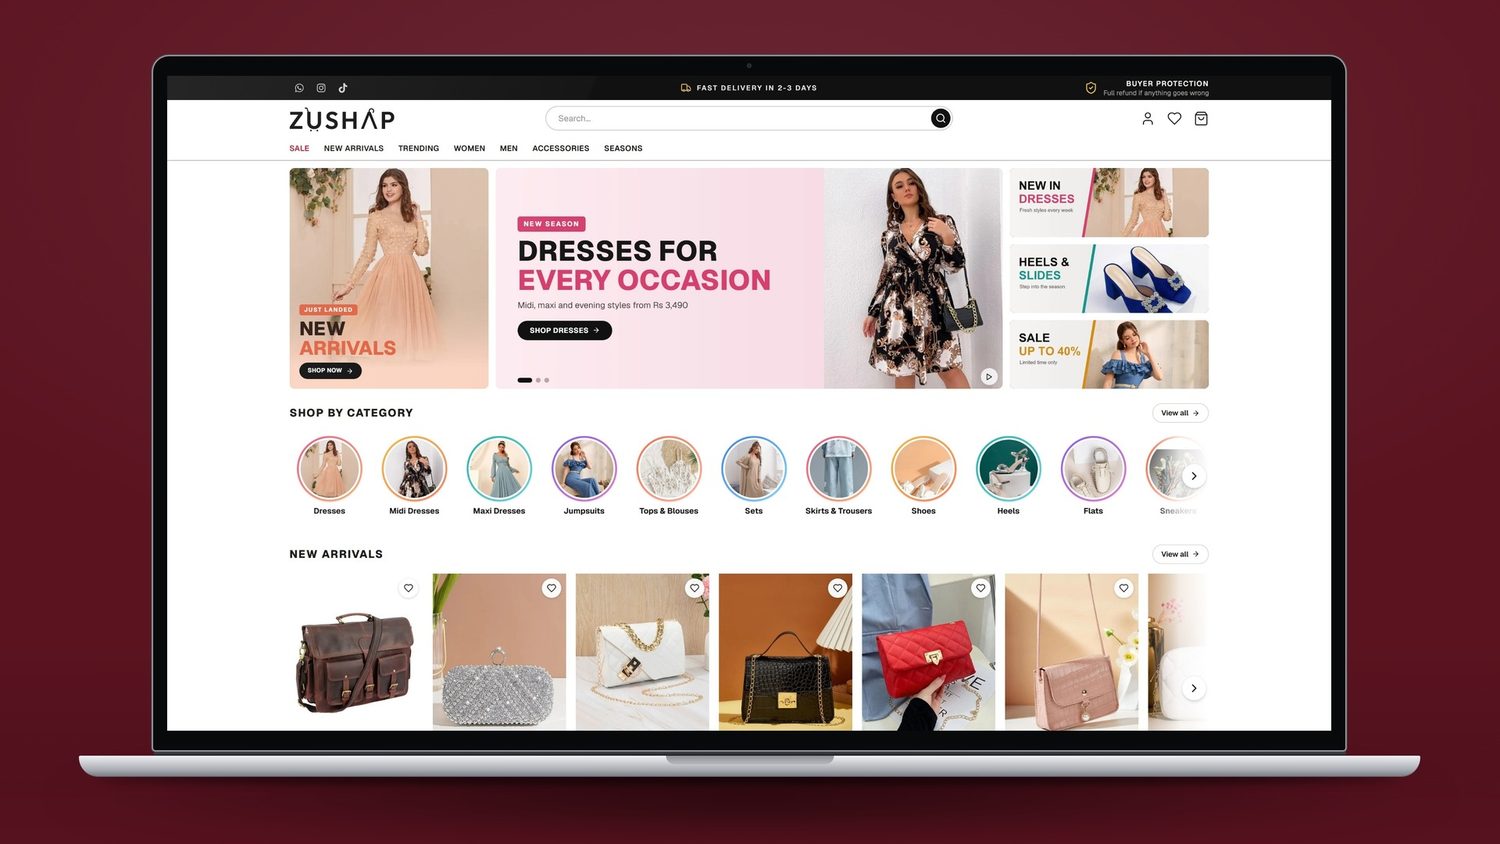 FAST DELIVERY IN 2-3 DAYS
BUYER PROTECTION
Full refund if anything goes wrong
ZUSHAP
Search...
SALE NEW ARRIVALS TRENDING WOMEN MEN ACCESSORIES SEASONS
JUST LANDED
NEW
ARRIVALS
SHOP NOW →
NEW SEASON
DRESSES FOR
EVERY OCCASION
Midi, maxi and evening styles from Rs 3,490
SHOP DRESSES →
NEW IN
DRESSES
Fresh styles every week
HEELS &
SLIDES
Step into the season
SALE
UP TO 40%
Limited time only
SHOP BY CATEGORY
View all →
Dresses Midi Dresses Maxi Dresses Jumpsuits Tops & Blouses Sets Skirts & Trousers Shoes Heels Flats Sneakers
NEW ARRIVALS
View all →